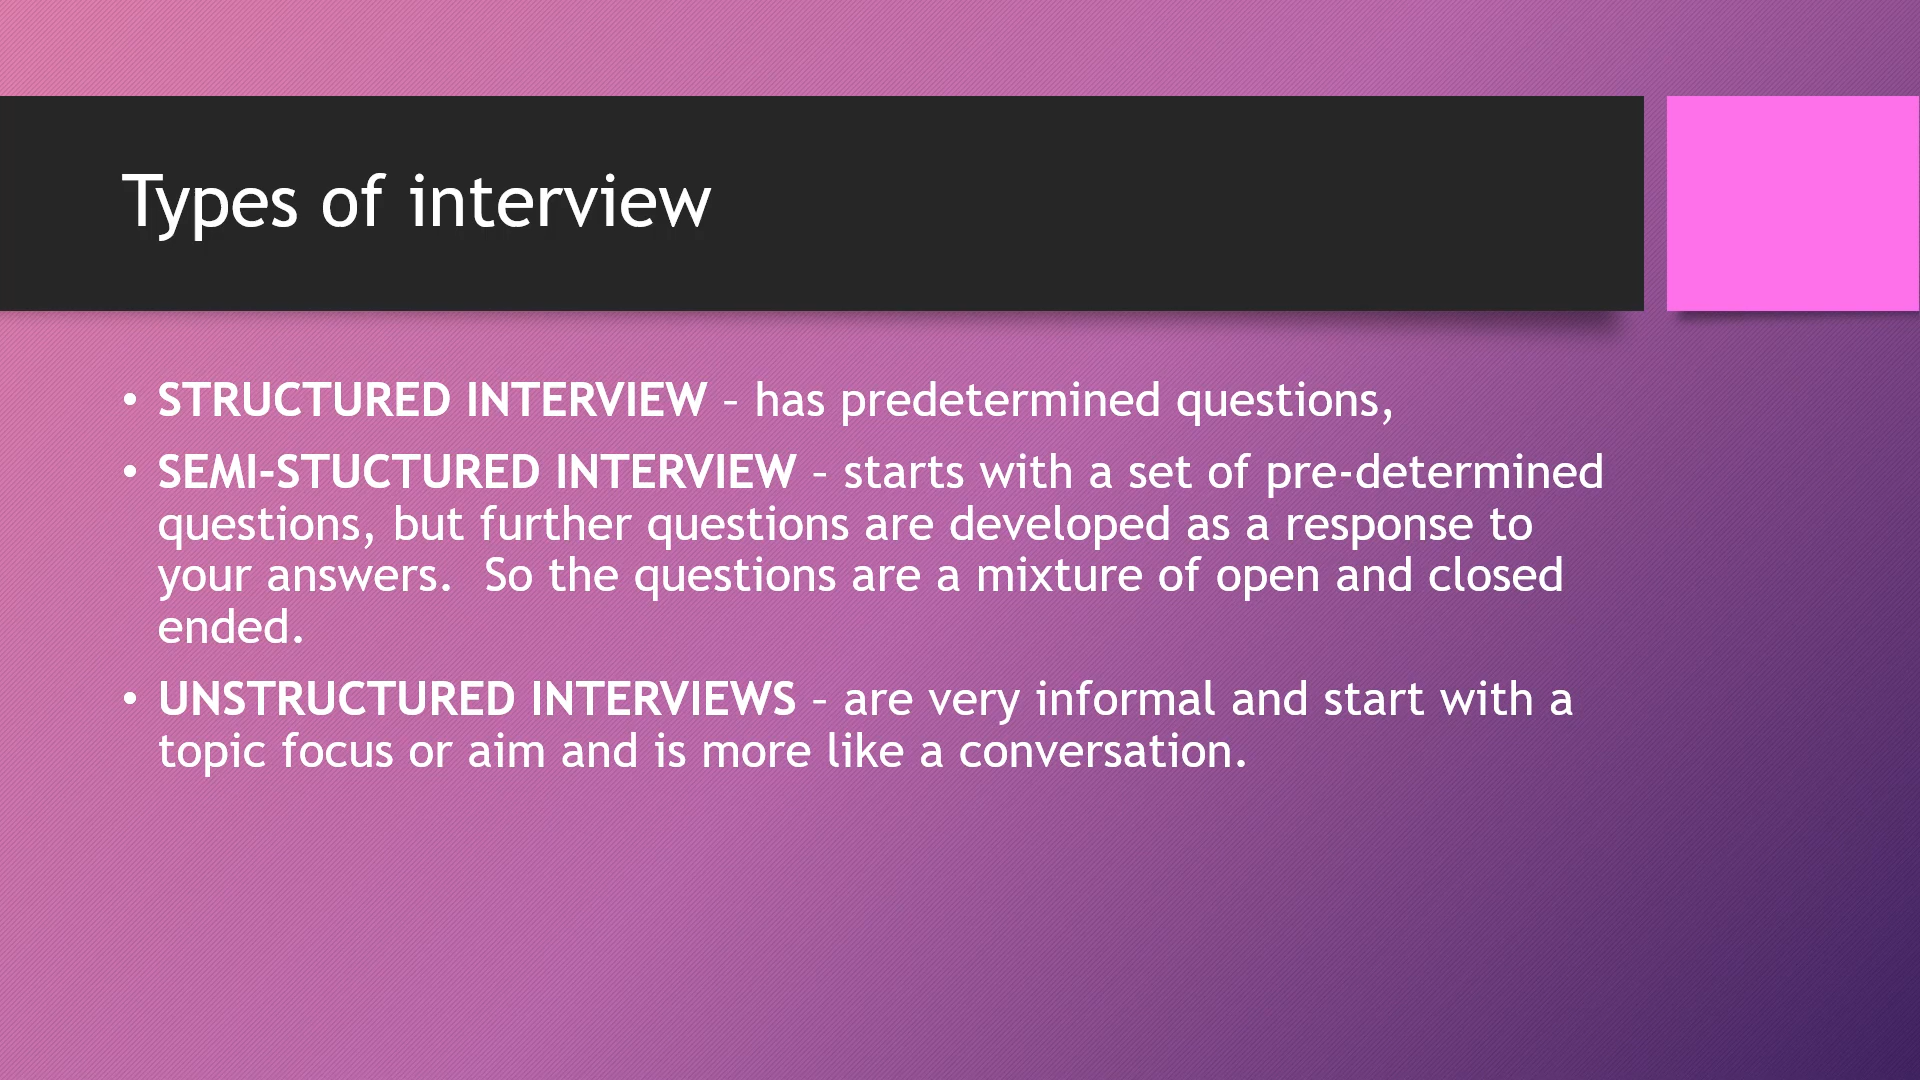 Types of interview
• STRUCTURED INTERVIEW – has predetermined questions,
• SEMI-STUCTURED INTERVIEW – starts with a set of pre-determined
questions, but further questions are developed as a response to
your answers.  So the questions are a mixture of open and closed
ended.
• UNSTRUCTURED INTERVIEWS – are very informal and start with a
topic focus or aim and is more like a conversation.